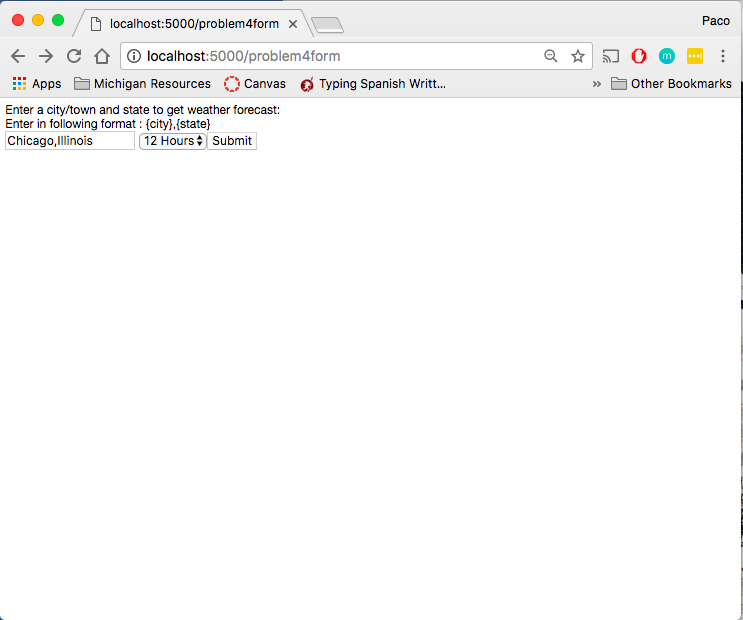 localhost:5000/problem4form
Paco
localhost:5000/problem4form
Apps Michigan Resources Canvas Typing Spanish Writt... » Other Bookmarks
Enter a city/town and state to get weather forecast:
Enter in following format : {city},{state}
Chicago,Illinois 12 Hours Submit